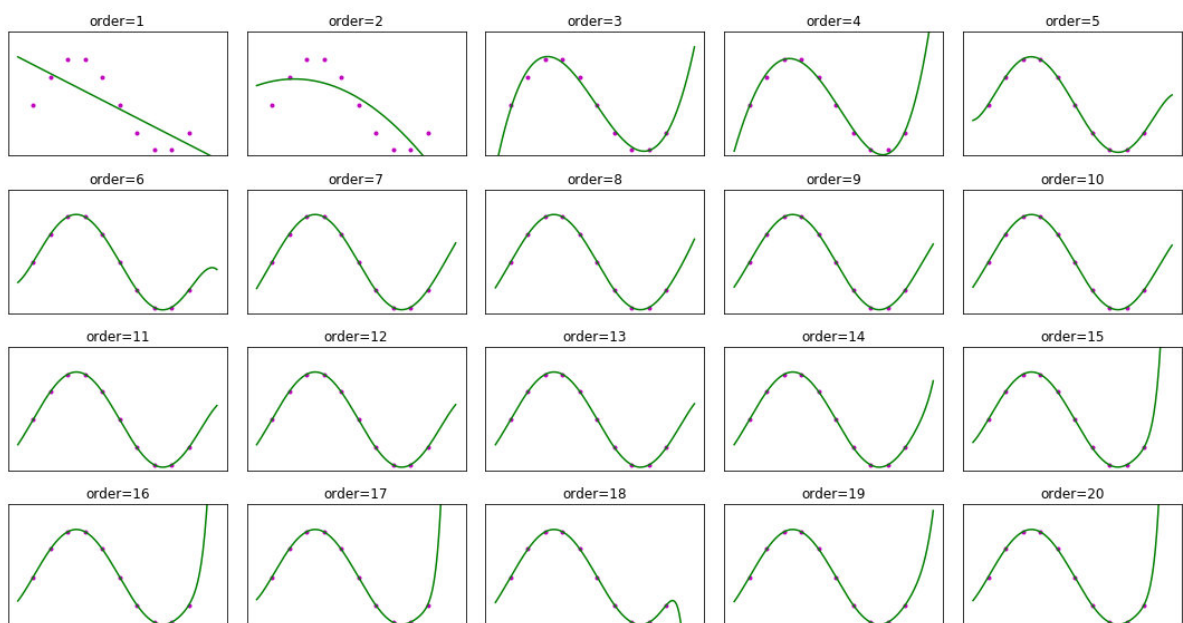 order=1 order=2 order=3 order=4 order=5
order=6 order=7 order=8 order=9 order=10
order=11 order=12 order=13 order=14 order=15
order=16 order=17 order=18 order=19 order=20